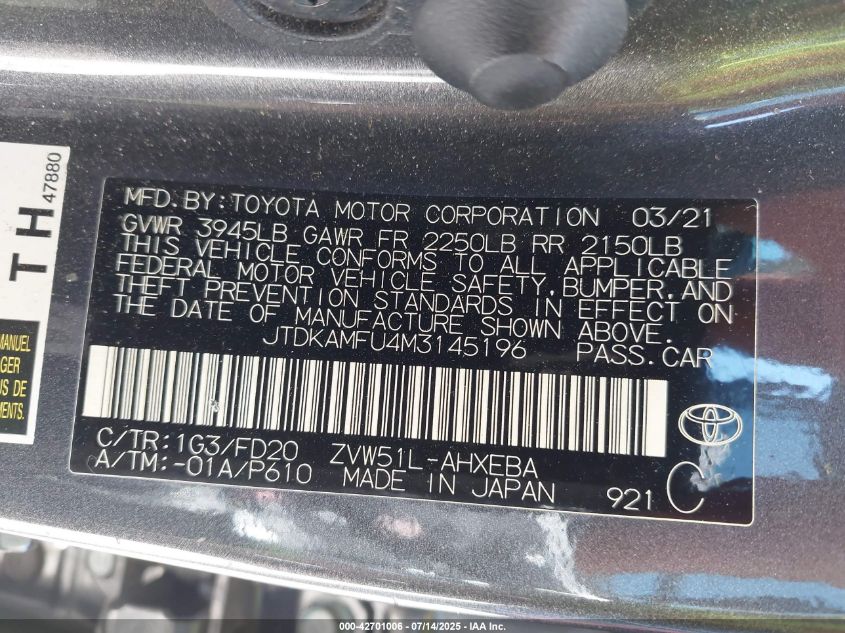 MFD. BY: TOYOTA MOTOR CORPORATION 03/21
GVWR 3945LB GAWR FR 2250LB RR 2150LB
THIS VEHICLE CONFORMS TO ALL APPLICABLE
FEDERAL MOTOR VEHICLE SAFETY, BUMPER, AND
THEFT PREVENTION STANDARDS IN EFFECT ON
THE DATE OF MANUFACTURE SHOWN ABOVE.
JTDKAMFU4M3145196 PASS. CAR
C/TR: 1G3/FD20 ZVW51L-AHXEBA
A/TM: -01A/P610 MADE IN JAPAN 921 C
T H 47880
MANUEL
US DE
000-42701006 - 07/14/2025 - IAA Inc.